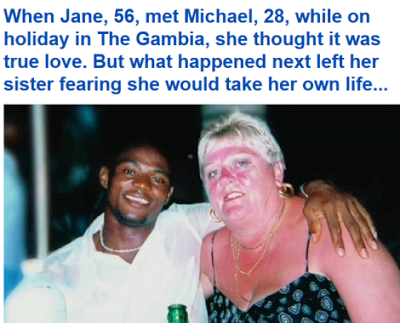 When Jane, 56, met Michael, 28, while on
holiday in The Gambia, she thought it was
true love. But what happened next left her
sister fearing she would take her own life...